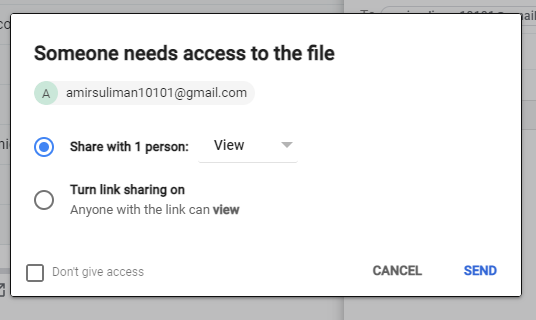 To
Someone needs access to the file
A amirsuliman10101@gmail.com
Share with 1 person: View
Turn link sharing on
Anyone with the link can view
Don't give access
CANCEL SEND